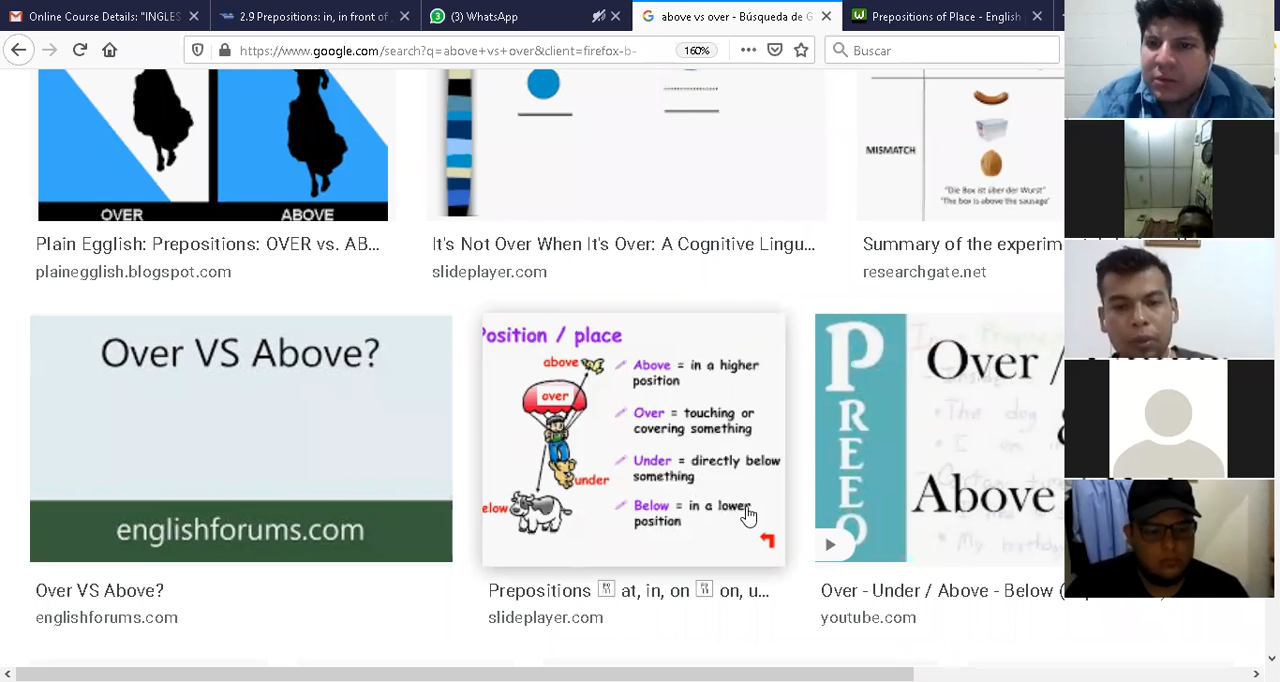 Online Course Details: "INGLES
2.9 Prepositions: in, in front of,
(3) WhatsApp
above vs over - Búsqueda de G
Prepositions of Place - English
https://www.google.com/search?q=above+vs+over&client=firefox-b-
160%
Buscar
OVER
ABOVE
MISMATCH
"Die Box ist über der Wurst"
"The box is above the sausage"
Plain Egglish: Prepositions: OVER vs. AB...
plainegglish.blogspot.com
It's Not Over When It's Over: A Cognitive Lingu...
slideplayer.com
Summary of the experim
researchgate.net
Over VS Above?
englishforums.com
Position / place
above
over
under
elow
Above = in a higher
position
Over = touching or
covering something
Under = directly below
something
Below = in a lower
position
PREPO
Over /
Above
Over VS Above?
englishforums.com
Prepositions at, in, on on, u...
slideplayer.com
Over - Under / Above - Below (
youtube.com